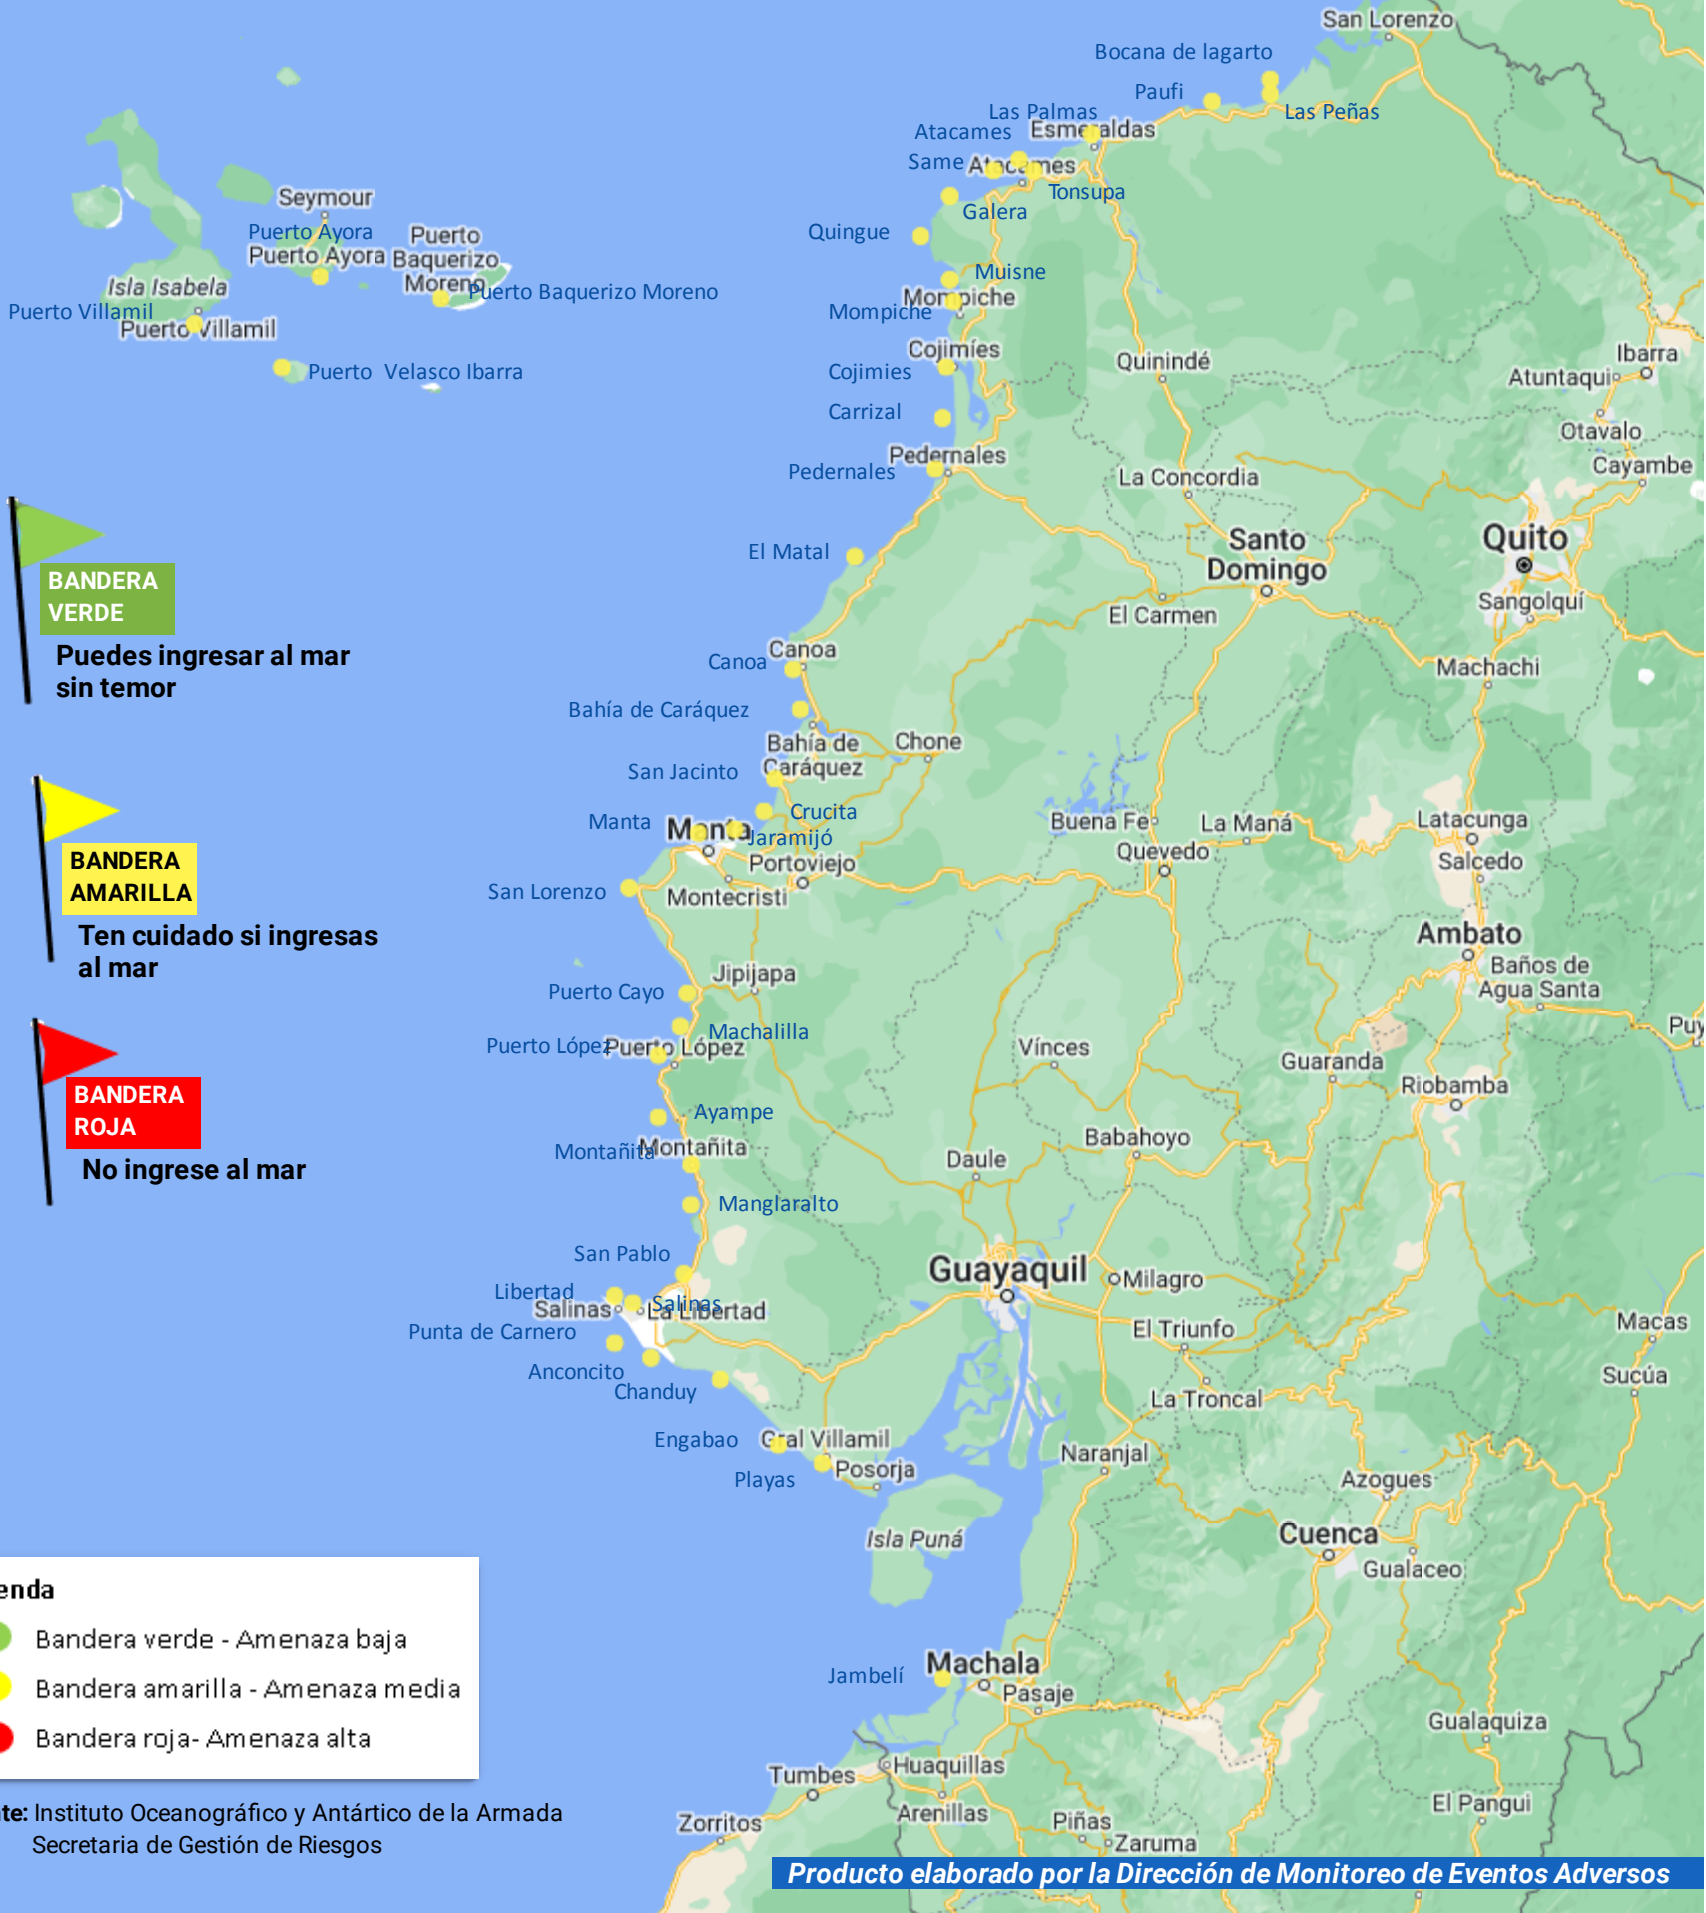 San Lorenzo
Bocana de lagarto
Paufi
Las Palmas
Las Peñas
Atacames
Esmeraldas
Same
Atacames
Tonsupa
Seymour
Galera
Puerto Ayora
Quingue
Puerto Ayora
Puerto
Baquerizo
Moreno
Muisne
Isla Isabela
Puerto Baquerizo Moreno
Mompiche
Puerto Villamil
Mompiche
Puerto Villamil
Cojimíes
Quinindé
Ibarra
Puerto Velasco Ibarra
Cojimies
Atuntaqui
Carrizal
Otavalo
Pedernales
Cayambe
Pedernales
La Concordia
Quito
Santo
Domingo
El Matal
BANDERA
VERDE
Sangolquí
El Carmen
Puedes ingresar al mar
sin temor
Canoa
Canoa
Machachi
Bahía de Caráquez
Bahía de
Caráquez
Chone
San Jacinto
Crucita
Manta
Manta
Jaramijó
Buena Fe
La Maná
Latacunga
Quevedo
Salcedo
Portoviejo
BANDERA
AMARILLA
San Lorenzo
Montecristi
Ten cuidado si ingresas
al mar
Ambato
Baños de
Agua Santa
Jipijapa
Puerto Cayo
Machalilla
Puy
Puerto López
Puerto López
Vínces
Guaranda
Riobamba
BANDERA
ROJA
Ayampe
No ingrese al mar
Montañita
Montañita
Babahoyo
Daule
Manglaralto
San Pablo
Guayaquil
Milagro
Libertad
Salinas
Salinas
La Libertad
Punta de Carnero
El Triunfo
Macas
Anconcito
Sucúa
Chanduy
La Troncal
Engabao
Gral Villamil
Naranjal
Playas
Posorja
Azogues
Isla Puná
Cuenca
Gualaceo
enda
Bandera verde - Amenaza baja
Bandera amarilla - Amenaza media
Bandera roja- Amenaza alta
Jambelí
Machala
Pasaje
Gualaquiza
Huaquillas
Tumbes
te: Instituto Oceanográfico y Antártico de la Armada
Secretaria de Gestión de Riesgos
Zorritos
Arenillas
Piñas
El Pangui
Zaruma
Producto elaborado por la Dirección de Monitoreo de Eventos Adversos